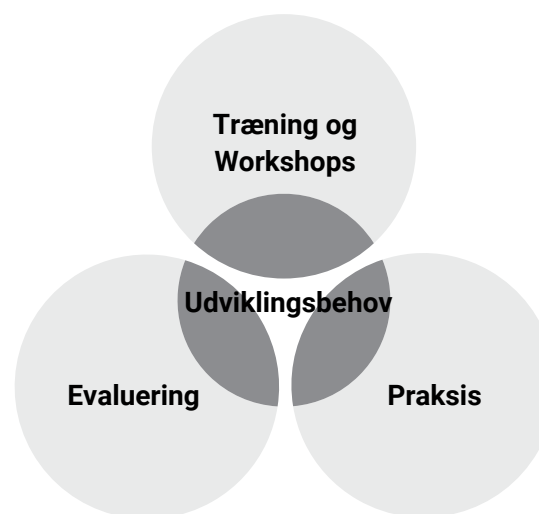 Træning og
Workshops
Udviklingsbehov
Evaluering
Praksis